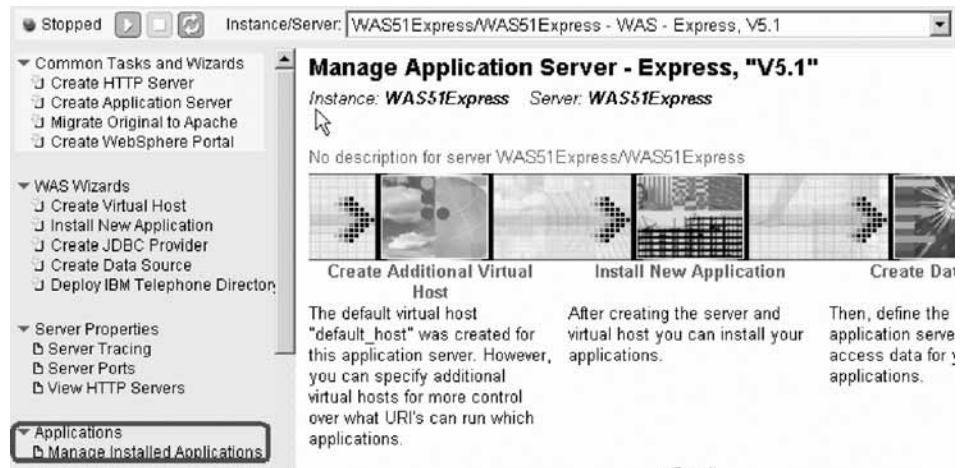 Stopped Instance/Server: WAS51Express/WAS51Express - WAS - Express, V5.1
Common Tasks and Wizards
Create HTTP Server
Create Application Server
Migrate Original to Apache
Create WebSphere Portal
WAS Wizards
Create Virtual Host
Install New Application
Create JDBC Provider
Create Data Source
Deploy IBM Telephone Director
Server Properties
Server Tracing
Server Ports
View HTTP Servers
Applications
Manage Installed Applications
Manage Application Server - Express, "V5.1"
Instance: WAS51Express Server: WAS51Express
No description for server WAS51Express/WAS51Express
Create Additional Virtual
Host
The default virtual host
"default_host" was created for
this application server. However,
you can specify additional
virtual hosts for more control
over what URI's can run which
applications.
Install New Application
After creating the server and
virtual host you can install your
applications.
Create Dat
Then, define the
application serve
access data for y
applications.